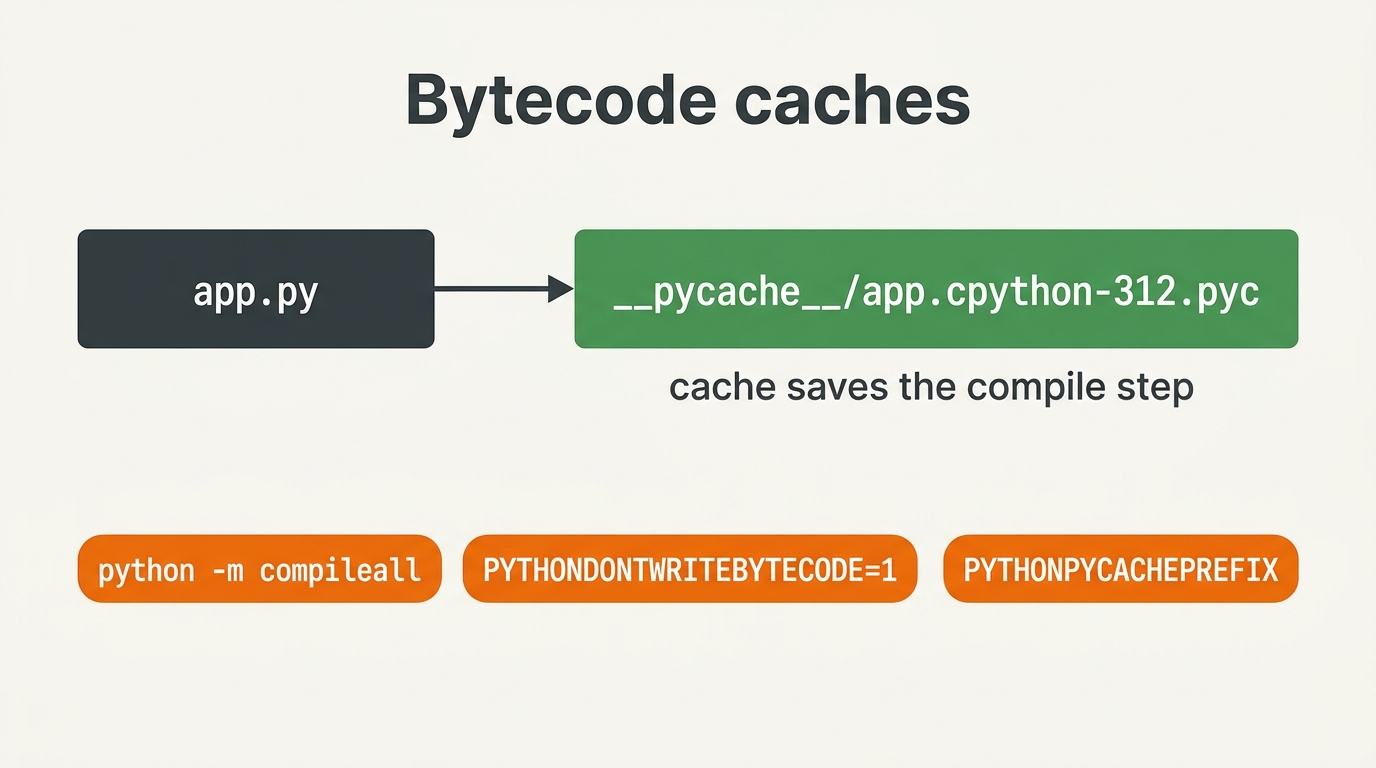 Bytecode caches
app.py
__pycache__/app.cpython-312.pyc
cache saves the compile step
python -m compileall
PYTHONDONTWRITEBYTECODE=1
PYTHONPYCACHEPREFIX